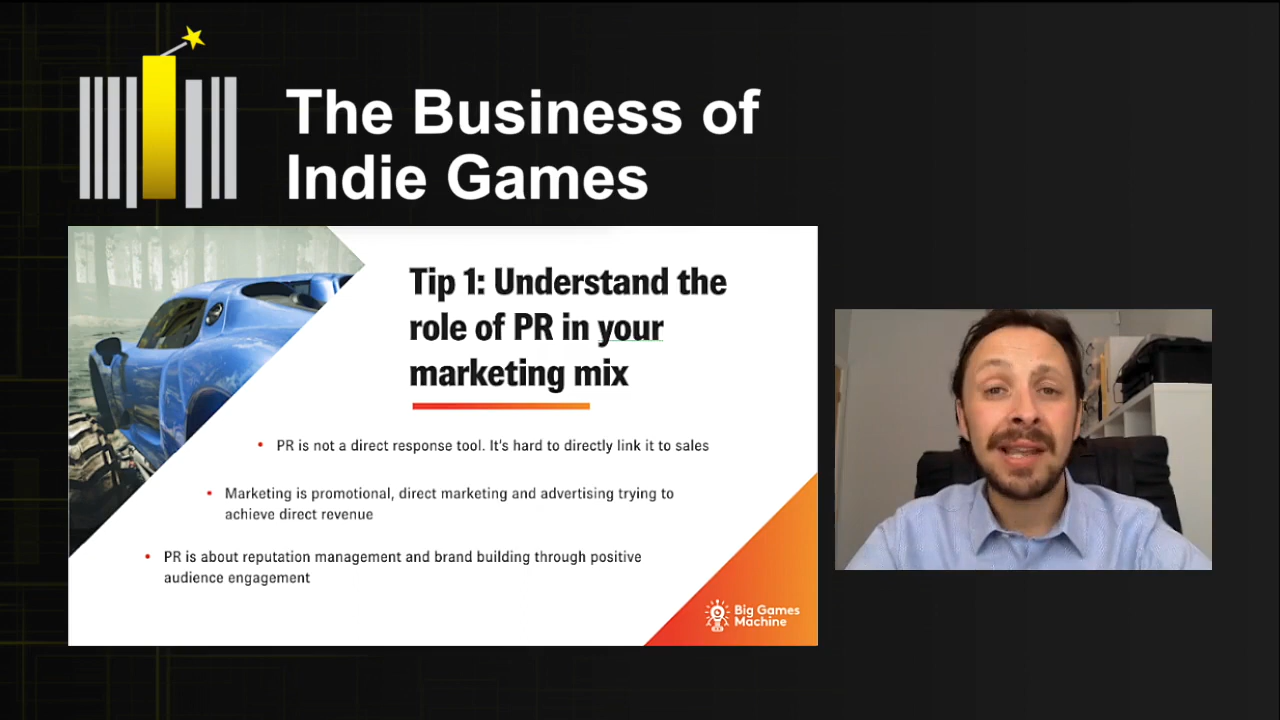 The Business of
Indie Games
Tip 1: Understand the
role of PR in your
marketing mix
• PR is not a direct response tool. It's hard to directly link it to sales
• Marketing is promotional, direct marketing and advertising trying to
achieve direct revenue
• PR is about reputation management and brand building through positive
audience engagement
Big Games
Machine